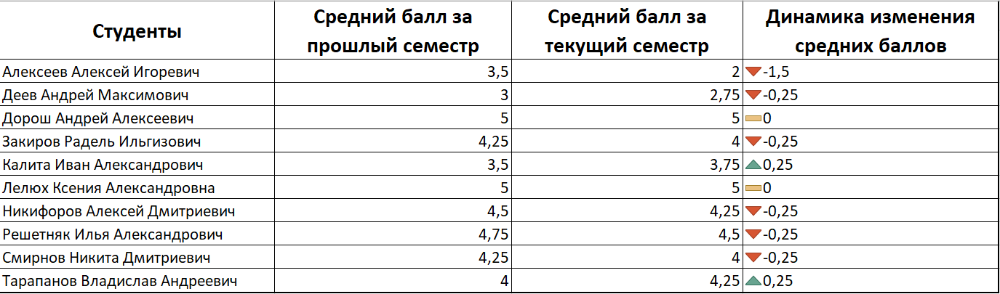 Студенты Средний балл за прошлый семестр Средний балл за текущий семестр Динамика изменения средних баллов
Алексеев Алексей Игоревич 3,5 2 -1,5
Деев Андрей Максимович 3 2,75 -0,25
Дорош Андрей Алексеевич 5 5 0
Закиров Радель Ильгизович 4,25 4 -0,25
Калита Иван Александрович 3,5 3,75 0,25
Лелюх Ксения Александровна 5 5 0
Никифоров Алексей Дмитриевич 4,5 4,25 -0,25
Решетняк Илья Александрович 4,75 4,5 -0,25
Смирнов Никита Дмитриевич 4,25 4 -0,25
Тарапанов Владислав Андреевич 4 4,25 0,25